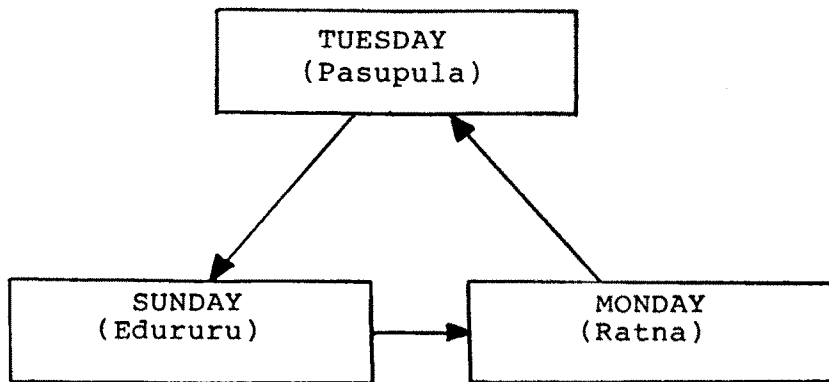 TUESDAY
(Pasupula)
SUNDAY
(Edururu)
MONDAY
(Ratna)